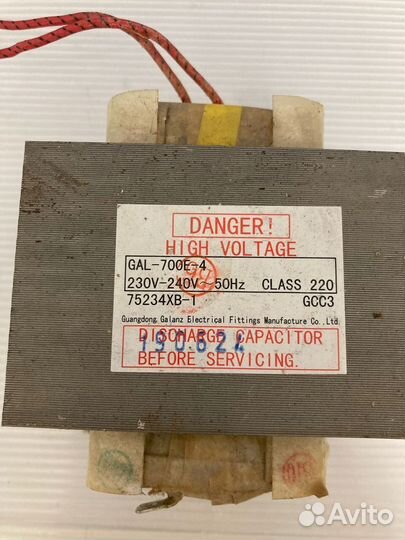 DANGER!
HIGH VOLTAGE
GAL-700E-4
230V-240V~50Hz CLASS 220
75234XB-1 GCC3
Guangdong Galanz Electrical Fittings Manufacture Co.,Ltd
DISCHARGE CAPACITOR
190624
BEFORE SERVICING.
Avito